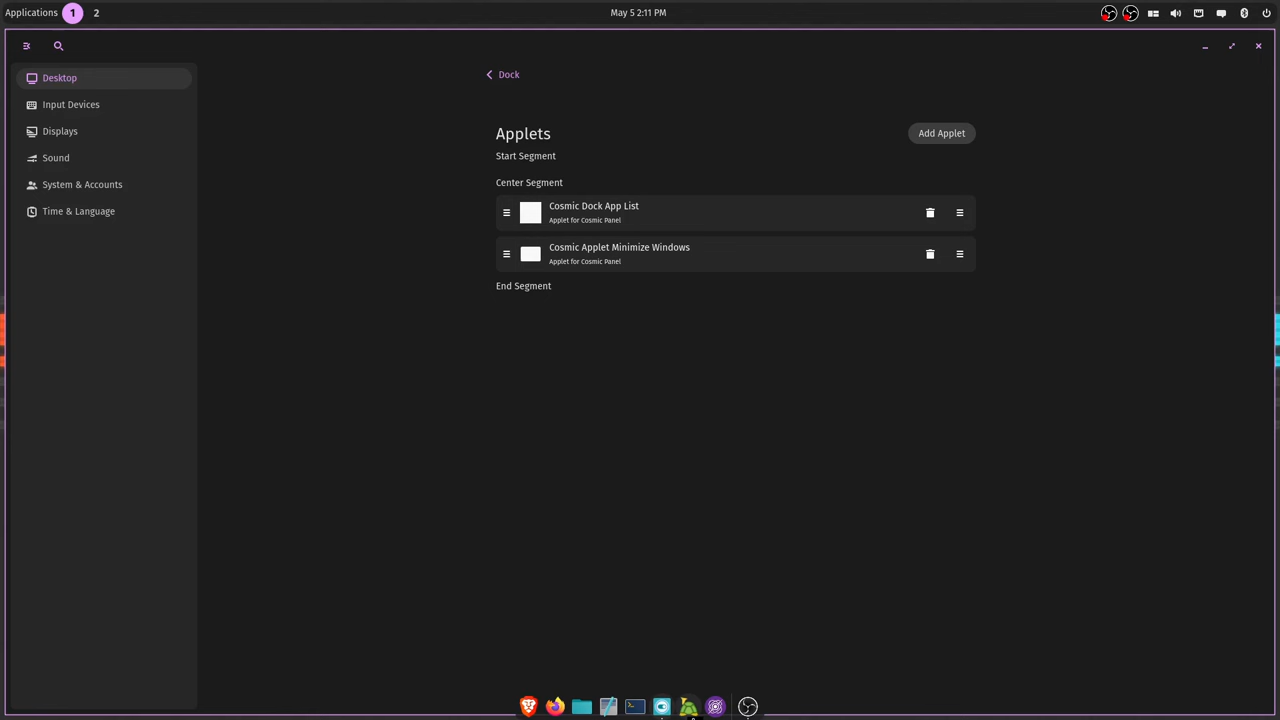 Applications 1 2 May 5 2:11 PM
Dock
Desktop
Input Devices
Displays
Sound
System & Accounts
Time & Language
Applets Add Applet
Start Segment
Center Segment
Cosmic Dock App List
Applet for Cosmic Panel
Cosmic Applet Minimize Windows
Applet for Cosmic Panel
End Segment